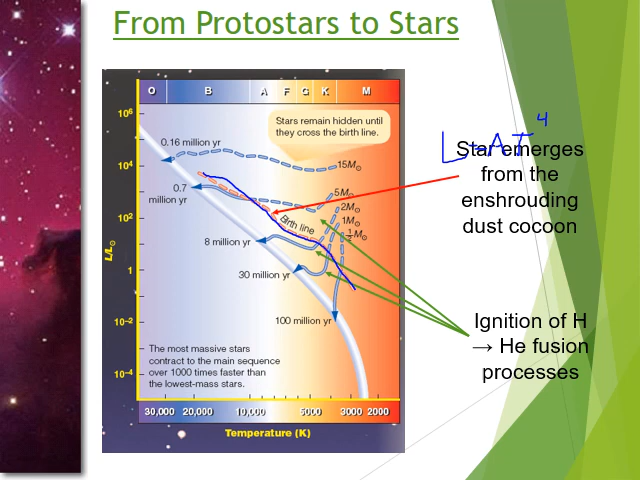 From Protostars to Stars
O B A F G K M
10⁶
Stars remain hidden until
they cross the birth line.
0.16 million yr
10⁴
15M⊙
0.7
million yr
5M⊙
2M⊙
1M⊙
½M⊙
10²
Birth line
8 million yr
L/L⊙
1
30 million yr
10⁻²
100 million yr
The most massive stars
contract to the main sequence
over 1000 times faster than
the lowest-mass stars.
10⁻⁴
30,000 20,000 10,000 5000 3000 2000
Temperature (K)
L~AT⁴
Star emerges
from the
enshrouding
dust cocoon
Ignition of H
→ He fusion
processes